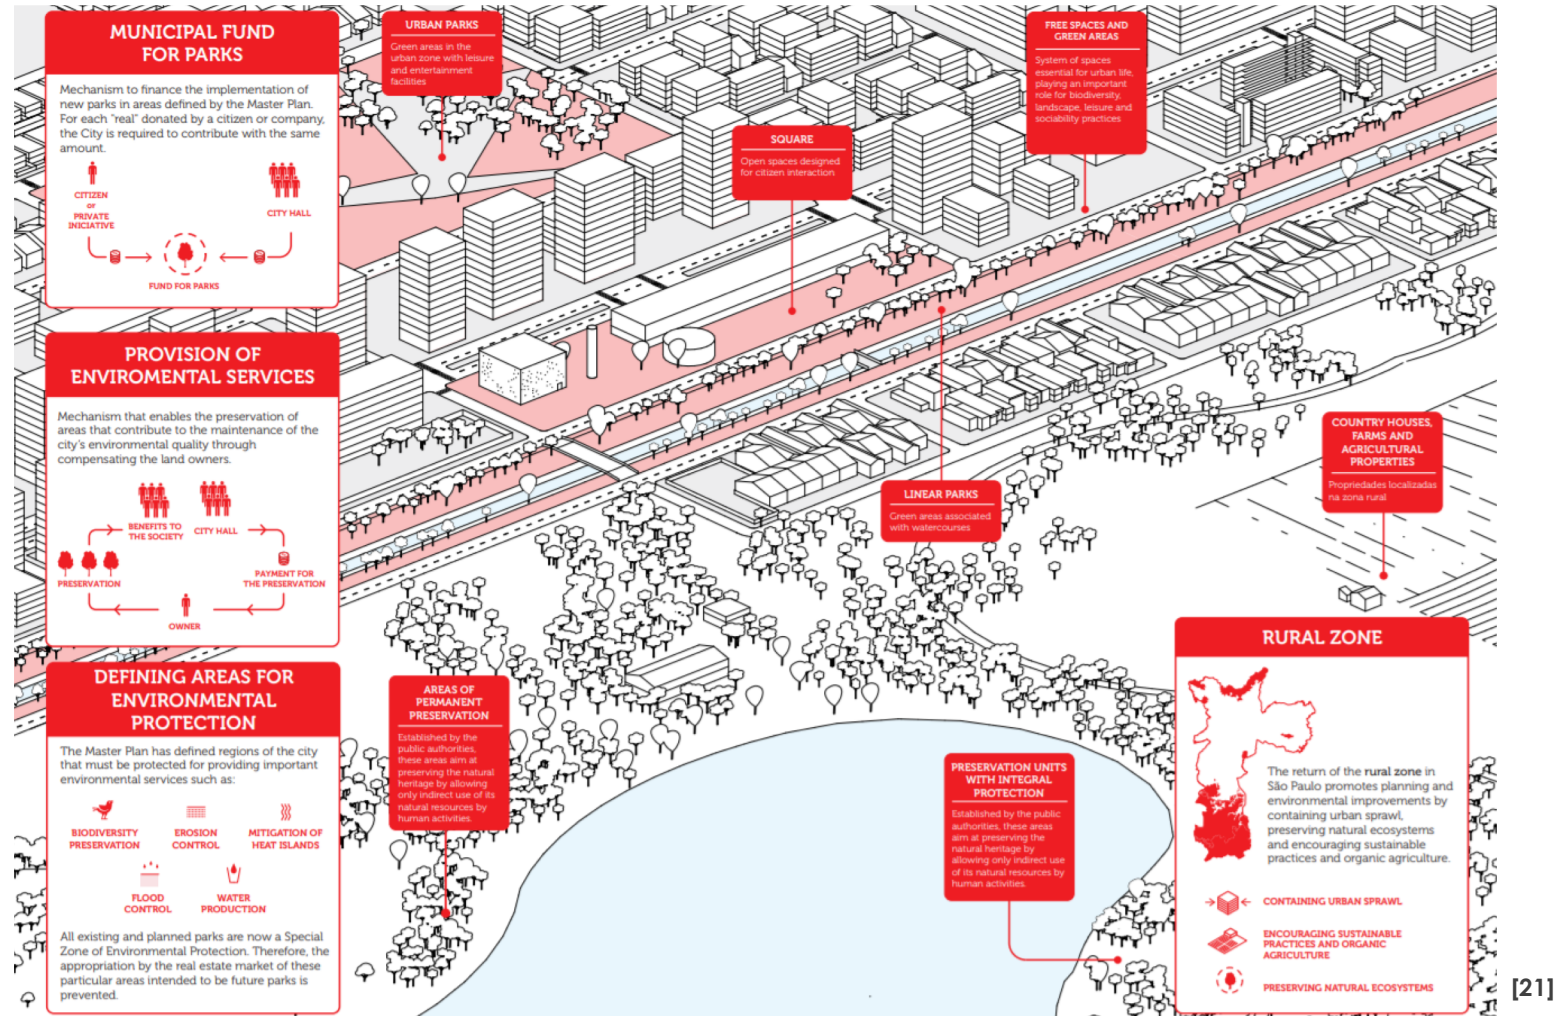 MUNICIPAL FUND
FOR PARKS
Mechanism to finance the implementation of
new parks in areas defined by the Master Plan.
For each "real" donated by a citizen or company,
the City is required to contribute with the same
amount.
CITIZEN
or
PRIVATE
INICIATIVE
CITY HALL
FUND FOR PARKS
PROVISION OF
ENVIROMENTAL SERVICES
Mechanism that enables the preservation of
areas that contribute to the maintenance of the
city's environmental quality through
compensating the land owners.
BENEFITS TO
THE SOCIETY
CITY HALL
PRESERVATION
PAYMENT FOR
THE PRESERVATION
OWNER
DEFINING AREAS FOR
ENVIRONMENTAL
PROTECTION
The Master Plan has defined regions of the city
that must be protected for providing important
environmental services such as:
BIODIVERSITY
PRESERVATION
EROSION
CONTROL
MITIGATION OF
HEAT ISLANDS
FLOOD
CONTROL
WATER
PRODUCTION
All existing and planned parks are now a Special
Zone of Environmental Protection. Therefore, the
appropriation by the real estate market of these
particular areas intended to be future parks is
prevented.
URBAN PARKS
Green areas in the
urban zone with leisure
and entertainment
facilities
SQUARE
Open spaces designed
for citizen interaction
FREE SPACES AND
GREEN AREAS
System of spaces
essential for urban life,
playing an important
role for biodiversity,
landscape, leisure and
sociability practices
LINEAR PARKS
Green areas associated
with watercourses
COUNTRY HOUSES,
FARMS AND
AGRICULTURAL
PROPERTIES
Propriedades localizadas
na zona rural
AREAS OF
PERMANENT
PRESERVATION
Established by the
public authorities,
these areas aim at
preserving the natural
heritage by allowing
only indirect use of its
natural resources by
human activities.
PRESERVATION UNITS
WITH INTEGRAL
PROTECTION
Established by the public
authorities, these areas
aim at preserving the
natural heritage by
allowing only indirect use
of its natural resources by
human activities.
RURAL ZONE
The return of the rural zone in
São Paulo promotes planning and
environmental improvements by
containing urban sprawl,
preserving natural ecosystems
and encouraging sustainable
practices and organic agriculture.
CONTAINING URBAN SPRAWL
ENCOURAGING SUSTAINABLE
PRACTICES AND ORGANIC
AGRICULTURE
PRESERVING NATURAL ECOSYSTEMS
[21]